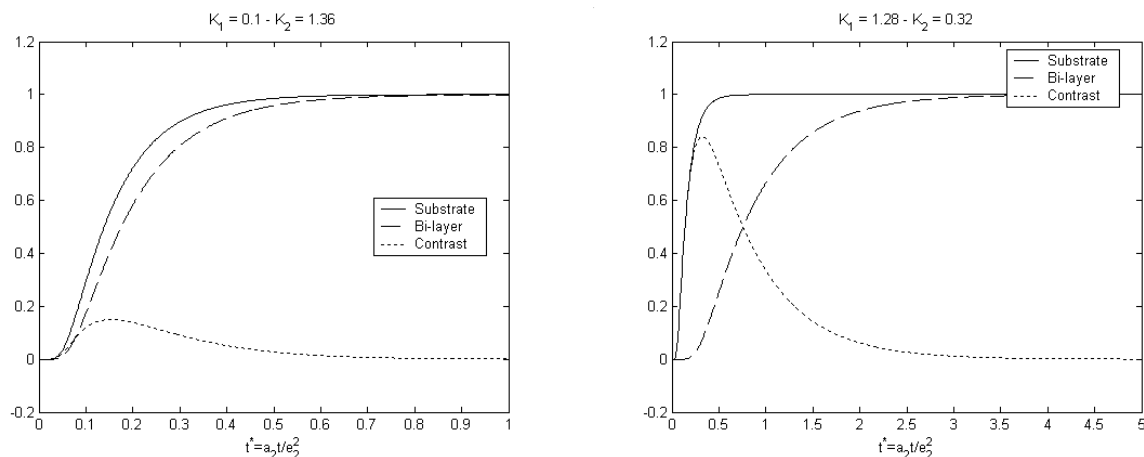 K₁ = 0.1 - K₂ = 1.36
1.2
1
0.8
0.6
0.4
0.2
0
-0.2
Substrate
Bi-layer
Contrast
0 0.1 0.2 0.3 0.4 0.5 0.6 0.7 0.8 0.9 1
t*=a₂t/e₂²
K₁ = 1.28 - K₂ = 0.32
1.2
1
0.8
0.6
0.4
0.2
0
-0.2
Substrate
Bi-layer
Contrast
0 0.5 1 1.5 2 2.5 3 3.5 4 4.5 5
t*=a₂t/e₂²